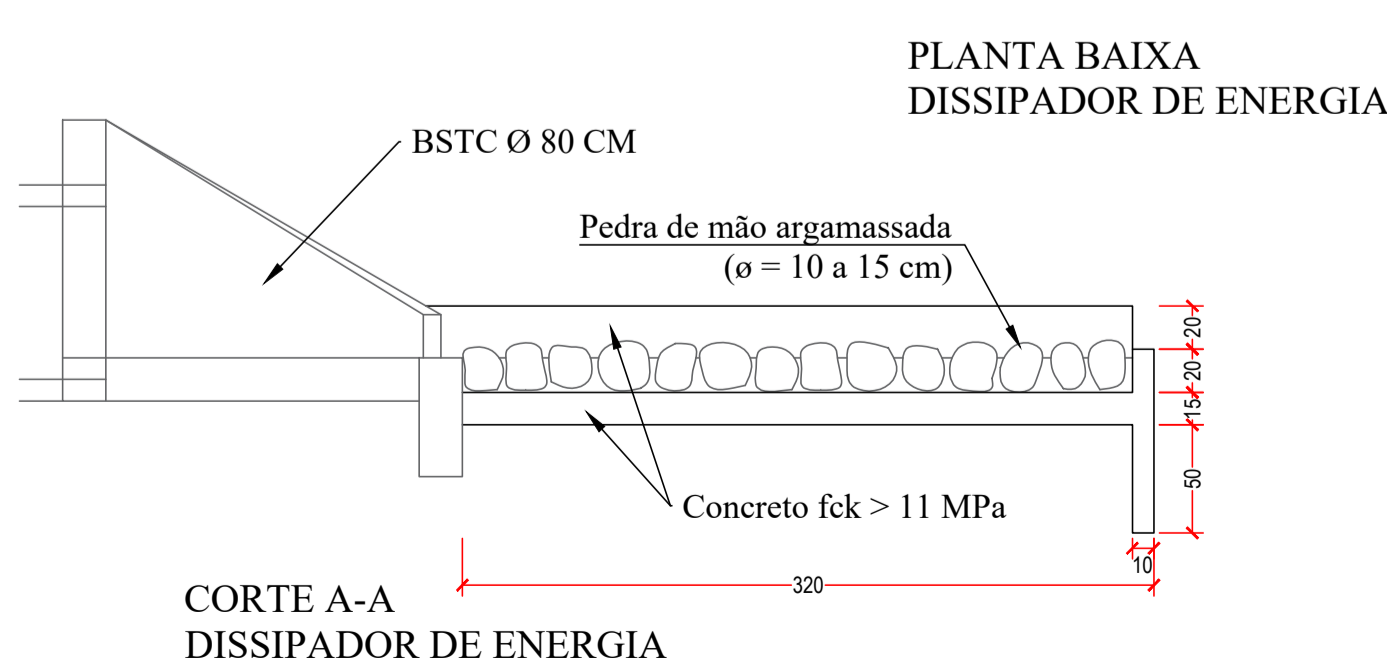 PLANTA BAIXA
DISSIPADOR DE ENERGIA
BSTC Ø 80 CM
Pedra de mão argamassada
(ø = 10 a 15 cm)
20
20
15
50
Concreto fck > 11 MPa
10
320
CORTE A-A
DISSIPADOR DE ENERGIA